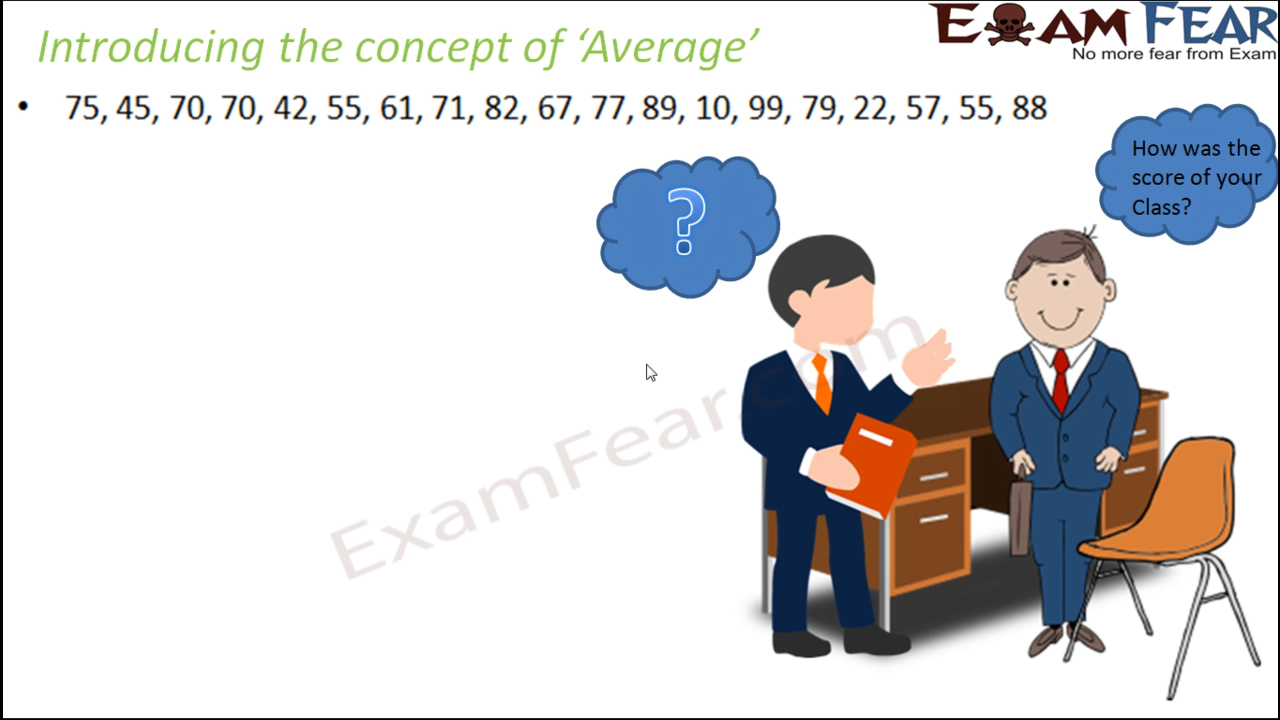 Introducing the concept of ‘Average’
EXAM FEAR
No more fear from Exam
• 75, 45, 70, 70, 42, 55, 61, 71, 82, 67, 77, 89, 10, 99, 79, 22, 57, 55, 88
How was the
score of your
Class?
?
ExamFear.com